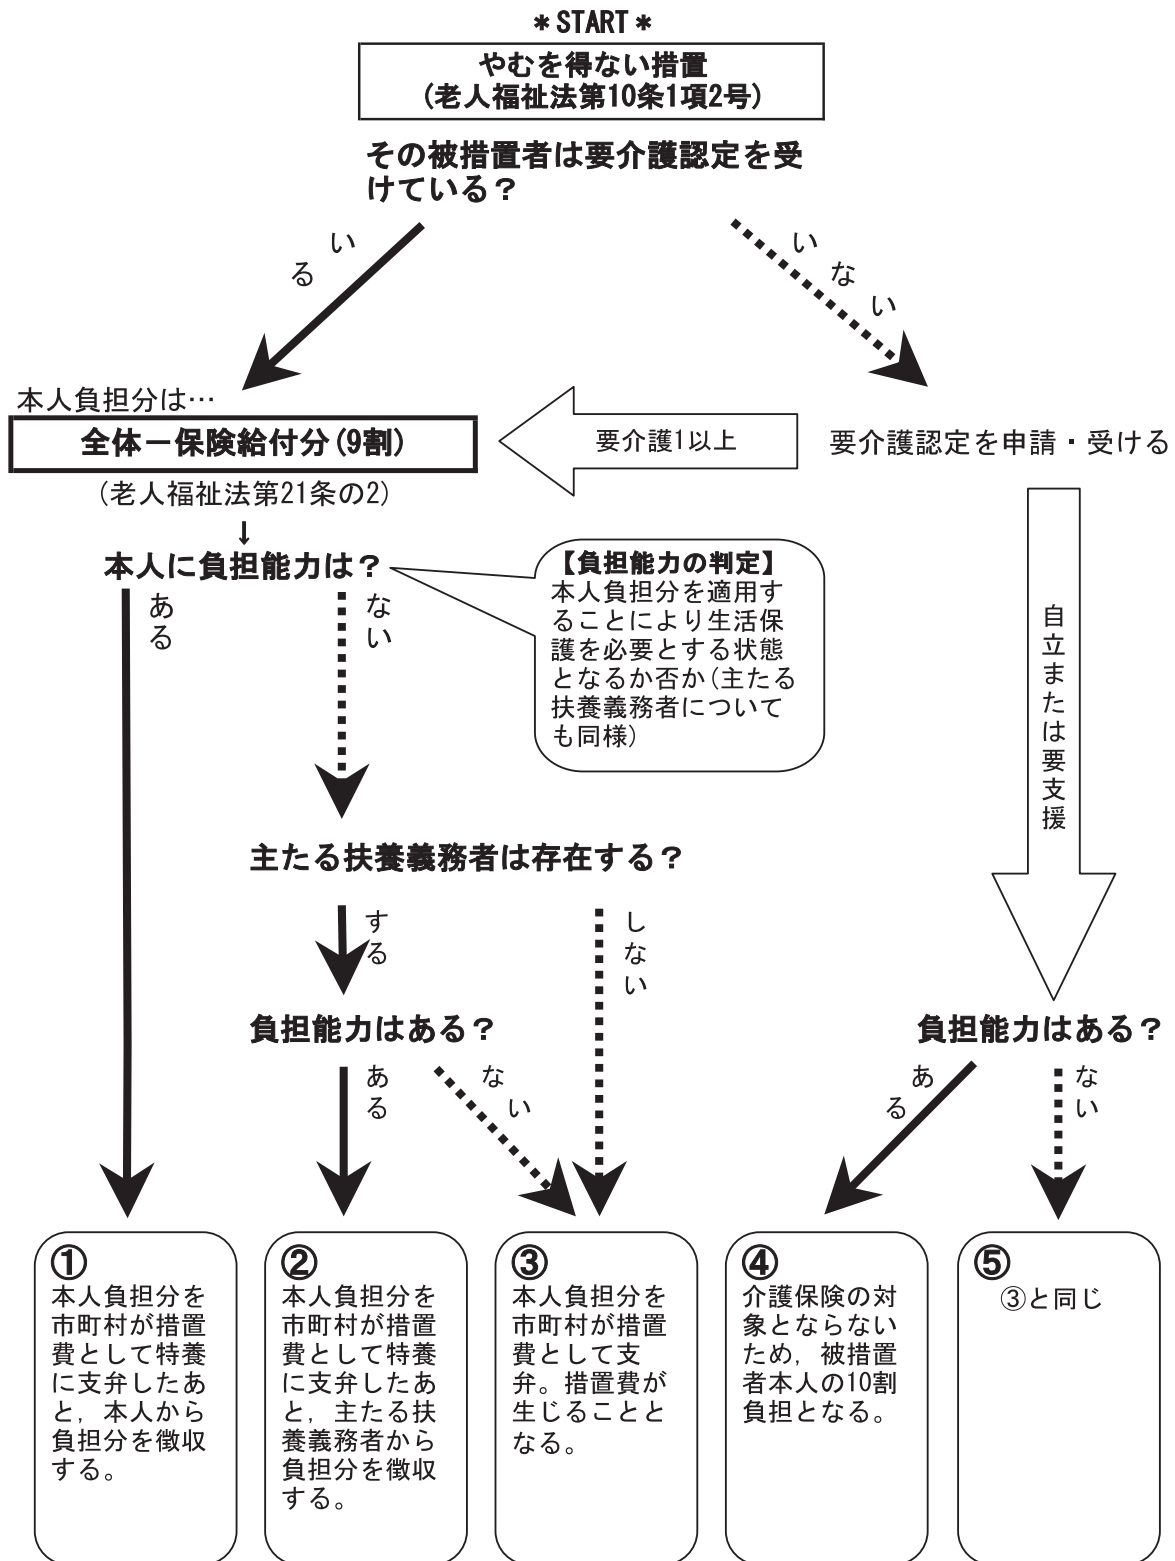 ＊START＊
やむを得ない措置
(老人福祉法第10条1項2号)
その被措置者は要介護認定を受
けている？
いる
いない
本人負担分は…
全体－保険給付分(9割)
(老人福祉法第21条の2)
↓
要介護1以上
要介護認定を申請・受ける
本人に負担能力は？
ある
ない
【負担能力の判定】
本人負担分を適用す
ることにより生活保
護を必要とする状態
となるか否か(主たる
扶養義務者について
も同様)
自立または要支援
主たる扶養義務者は存在する？
する
しない
負担能力はある？
ある
ない
負担能力はある？
ある
ない
①
本人負担分を
市町村が措置
費として特養
に支弁したあ
と，本人から
負担分を徴収
する。
②
本人負担分を
市町村が措置
費として特養
に支弁したあ
と，主たる扶
養義務者から
負担分を徴収
する。
③
本人負担分を
市町村が措置
費として支
弁。措置費が
生じることと
なる。
④
介護保険の対
象とならない
ため，被措置
者本人の10割
負担となる。
⑤
③と同じ